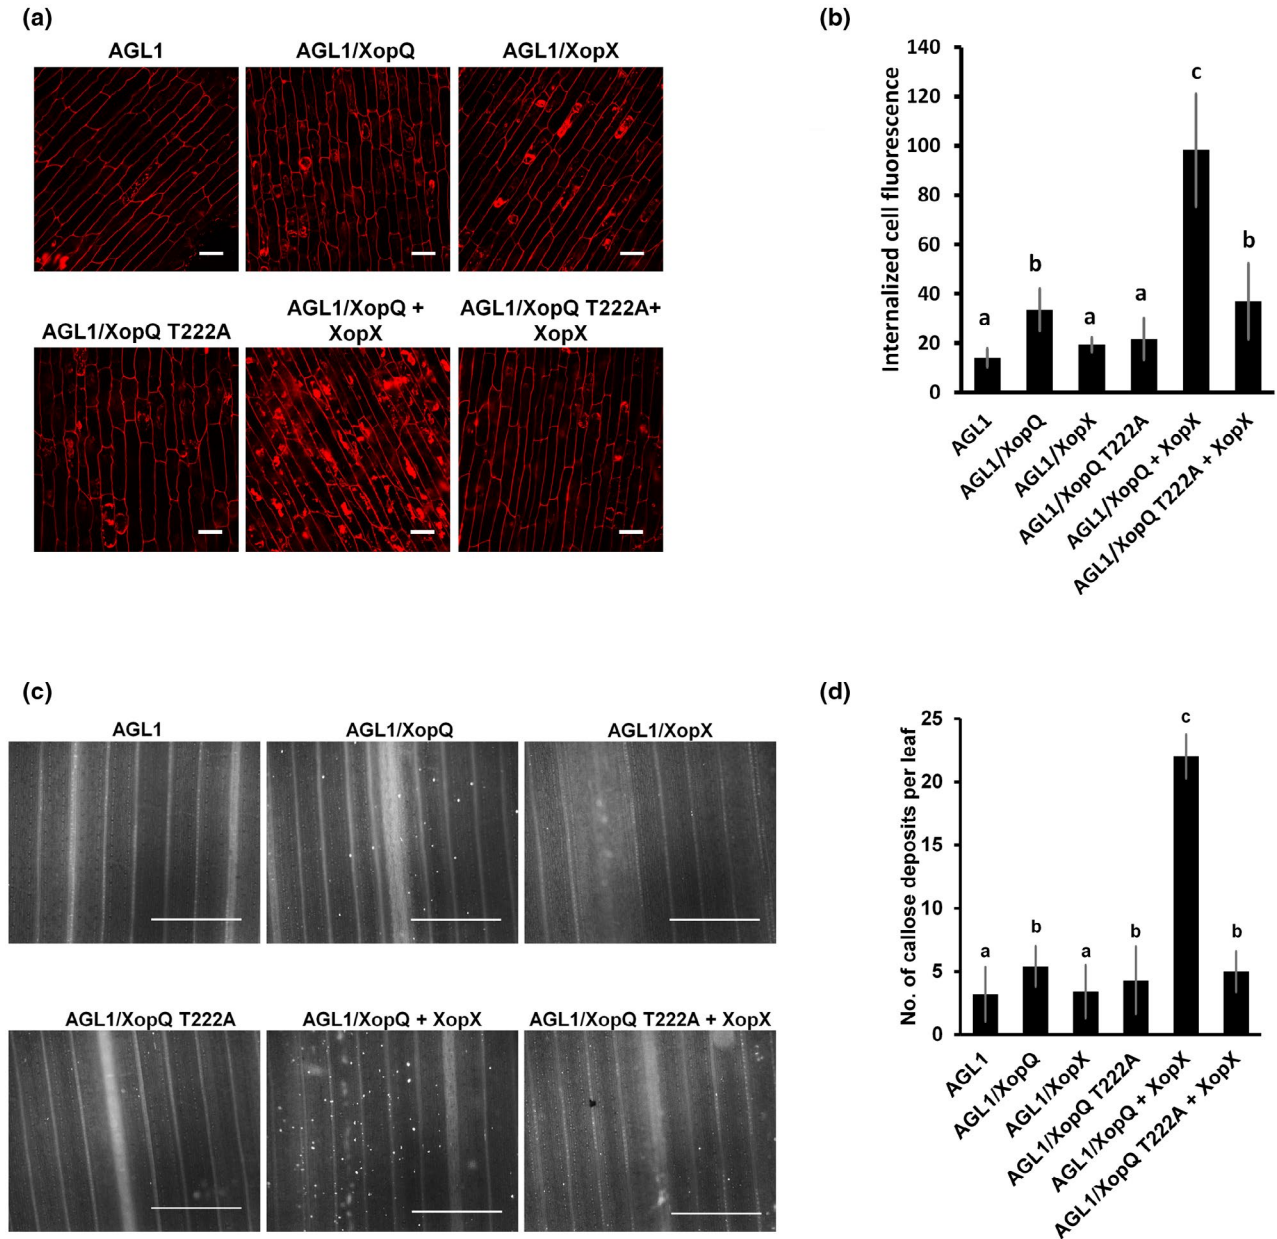 (a)
AGL1
AGL1/XopQ
AGL1/XopX
AGL1/XopQ T222A
AGL1/XopQ +
XopX
AGL1/XopQ T222A+
XopX
(b)
Internalized cell fluorescence
140
120
100
80
60
40
20
0
a
b
a
a
c
b
AGL1
AGL1/XopQ
AGL1/XopX
AGL1/XopQ T222A
AGL1/XopQ + XopX
AGL1/XopQ T222A + XopX
(c)
AGL1
AGL1/XopQ
AGL1/XopX
AGL1/XopQ T222A
AGL1/XopQ + XopX
AGL1/XopQ T222A + XopX
(d)
No. of callose deposits per leaf
25
20
15
10
5
0
a
b
a
b
c
b
AGL1
AGL1/XopQ
AGL1/XopX
AGL1/XopQ T222A
AGL1/XopQ + XopX
AGL1/XopQ T222A + XopX